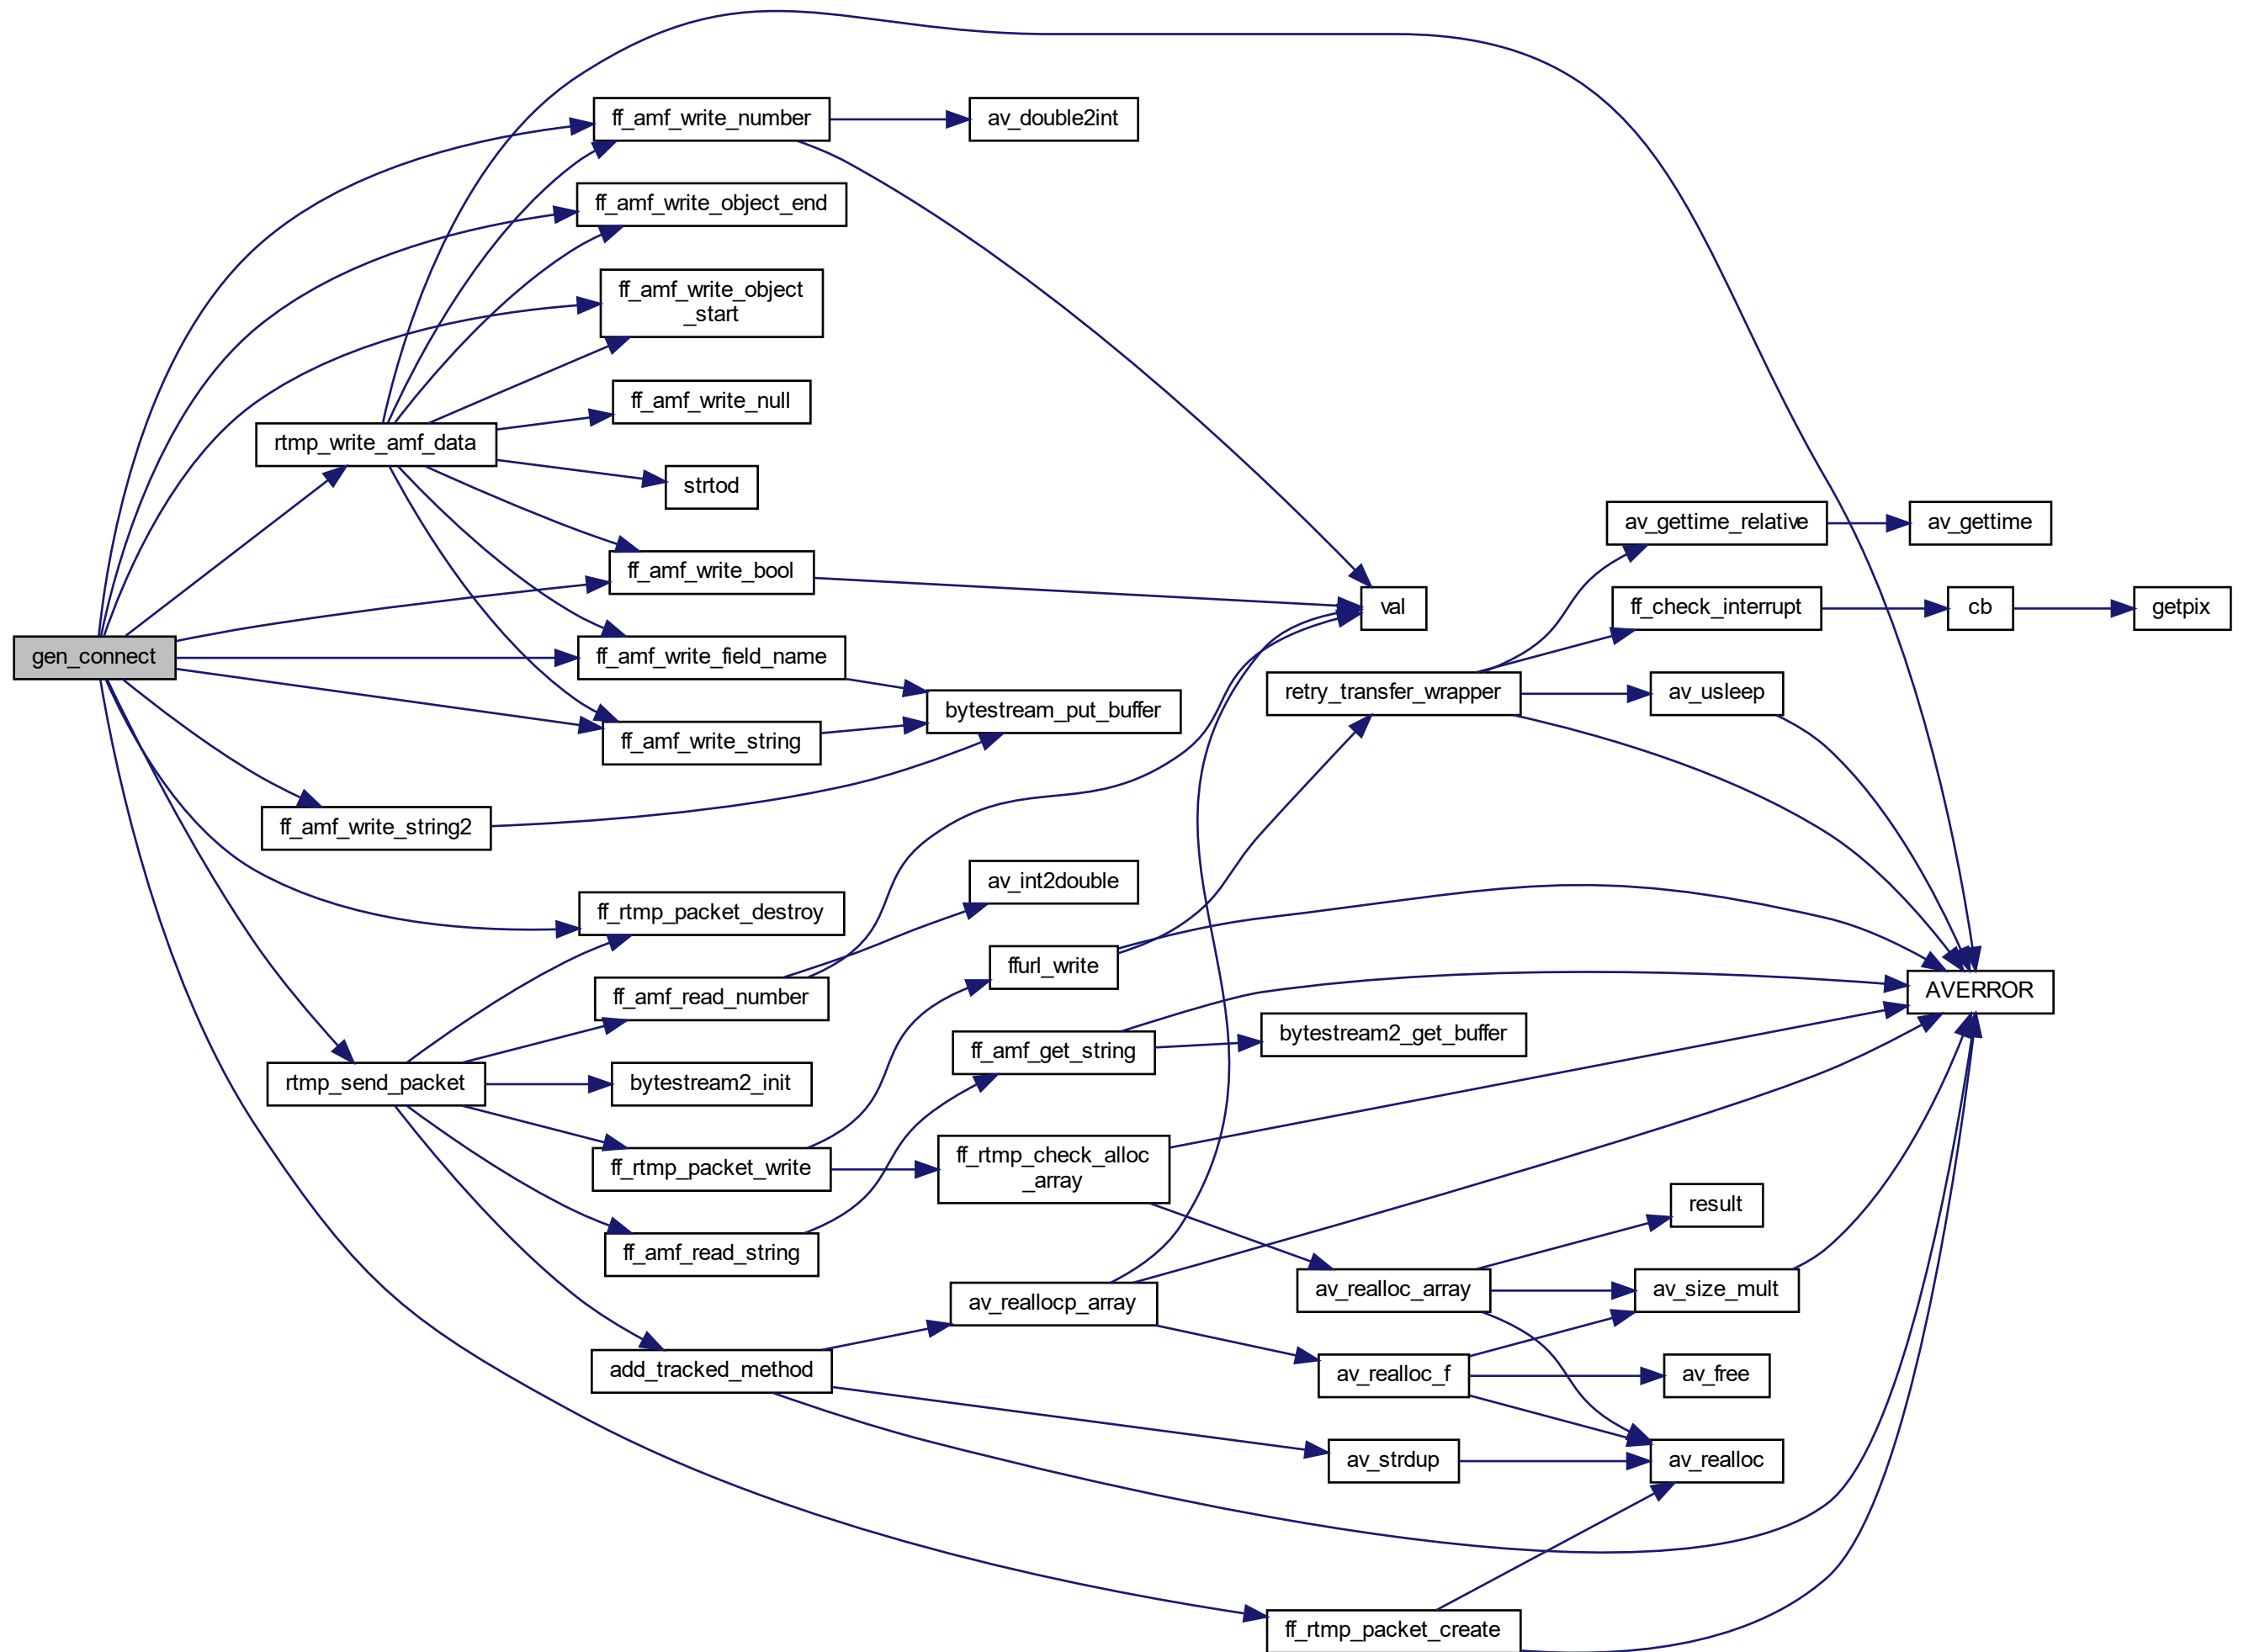 ff_amf_write_number
av_double2int
ff_amf_write_object_end
ff_amf_write_object
_start
ff_amf_write_null
rtmp_write_amf_data
strtod
av_gettime_relative
av_gettime
ff_amf_write_bool
val
ff_check_interrupt
cb
getpix
gen_connect
ff_amf_write_field_name
retry_transfer_wrapper
av_usleep
bytestream_put_buffer
ff_amf_write_string
ff_amf_write_string2
av_int2double
ff_rtmp_packet_destroy
ffurl_write
ff_amf_read_number
AVERROR
ff_amf_get_string
bytestream2_get_buffer
rtmp_send_packet
bytestream2_init
ff_rtmp_packet_write
ff_rtmp_check_alloc
_array
result
ff_amf_read_string
av_reallocp_array
av_realloc_array
av_size_mult
add_tracked_method
av_realloc_f
av_free
av_strdup
av_realloc
ff_rtmp_packet_create